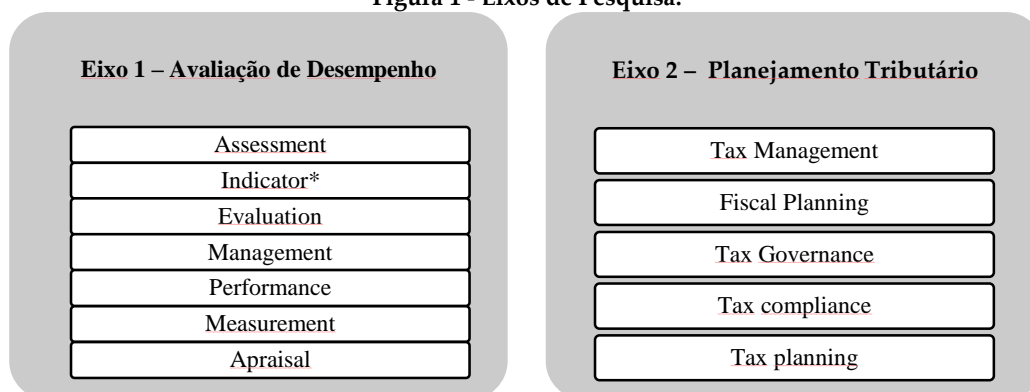 Figura 1 - Eixos de Pesquisa.
Eixo 1 – Avaliação de Desempenho
Assessment
Indicator*
Evaluation
Management
Performance
Measurement
Apraisal
Eixo 2 – Planejamento Tributário
Tax Management
Fiscal Planning
Tax Governance
Tax compliance
Tax planning